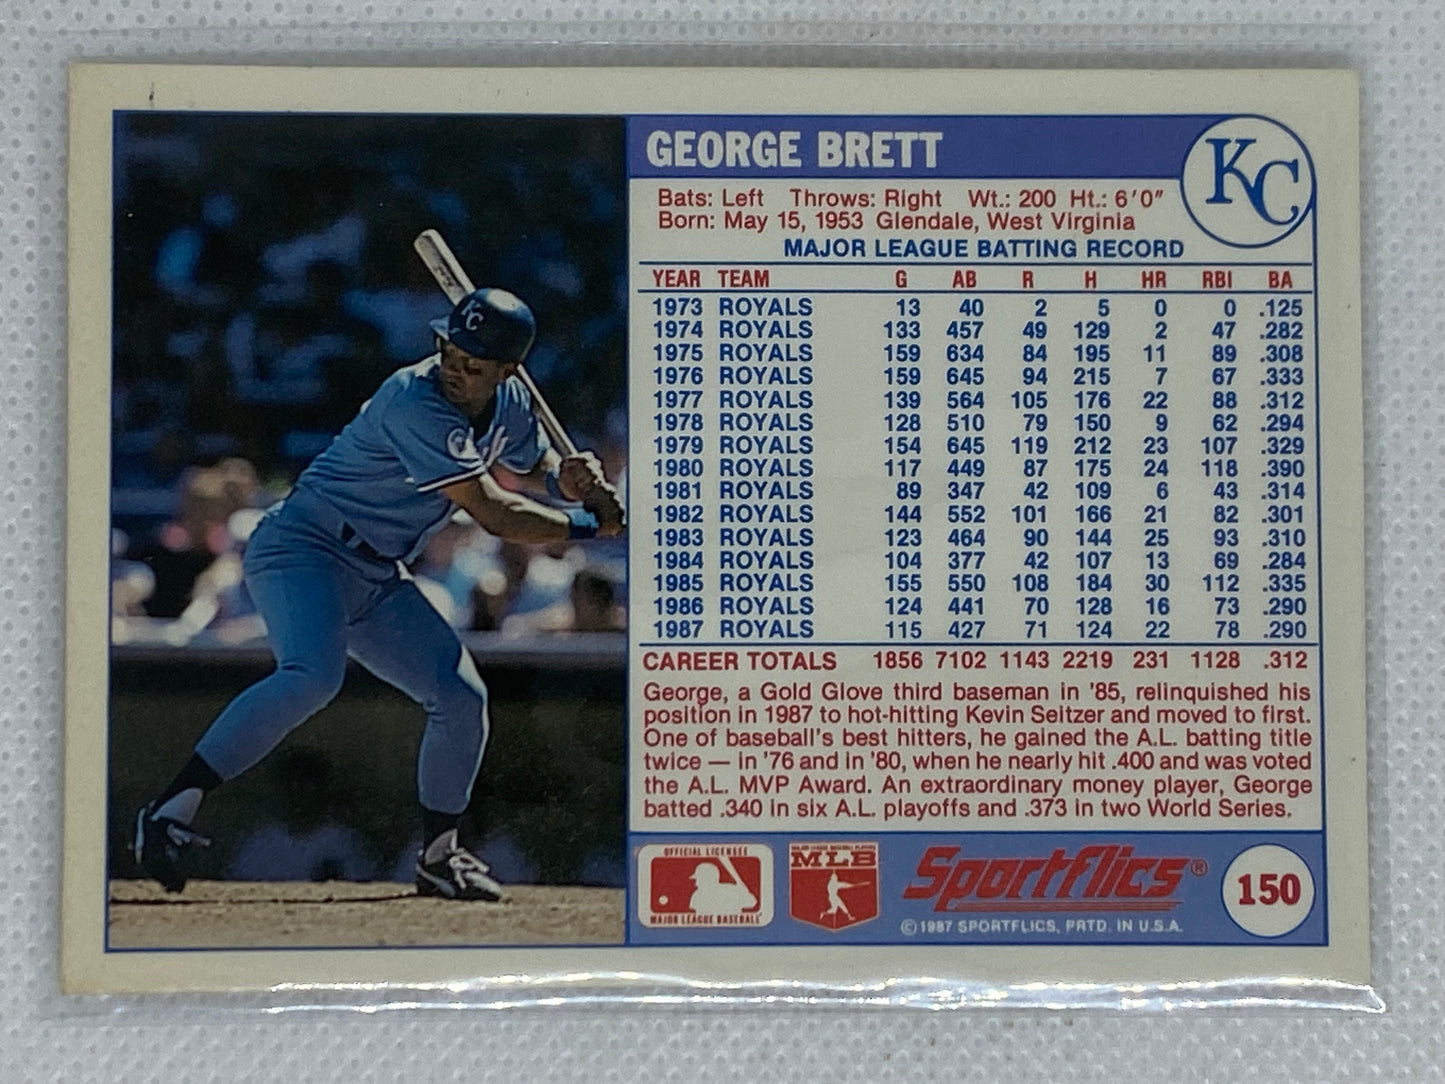 GEORGE BRETT
KC
Bats: Left Throws: Right Wt.: 200 Ht.: 6'0"
Born: May 15, 1953 Glendale, West Virginia
MAJOR LEAGUE BATTING RECORD
YEAR TEAM G AB R H HR RBI BA
1973 ROYALS 13 40 2 5 0 0 .125
1974 ROYALS 133 457 49 129 2 47 .282
1975 ROYALS 159 634 84 195 11 89 .308
1976 ROYALS 159 645 94 215 7 67 .333
1977 ROYALS 139 564 105 176 22 88 .312
1978 ROYALS 128 510 79 150 9 62 .294
1979 ROYALS 154 645 119 212 23 107 .329
1980 ROYALS 117 449 87 175 24 118 .390
1981 ROYALS 89 347 42 109 6 43 .314
1982 ROYALS 144 552 101 166 21 82 .301
1983 ROYALS 123 464 90 144 25 93 .310
1984 ROYALS 104 377 42 107 13 69 .284
1985 ROYALS 155 550 108 184 30 112 .335
1986 ROYALS 124 441 70 128 16 73 .290
1987 ROYALS 115 427 71 124 22 78 .290
CAREER TOTALS 1856 7102 1143 2219 231 1128 .312
George, a Gold Glove third baseman in '85, relinquished his
position in 1987 to hot-hitting Kevin Seitzer and moved to first.
One of baseball's best hitters, he gained the A.L. batting title
twice — in '76 and in '80, when he nearly hit .400 and was voted
the A.L. MVP Award. An extraordinary money player, George
batted .340 in six A.L. playoffs and .373 in two World Series.
OFFICIAL LICENSEE
MAJOR LEAGUE BASEBALL
MAJOR LEAGUE BASEBALL PLAYERS
MLB
Sportflics®
©1987 SPORTFLICS, PRTD. IN U.S.A.
150
KC